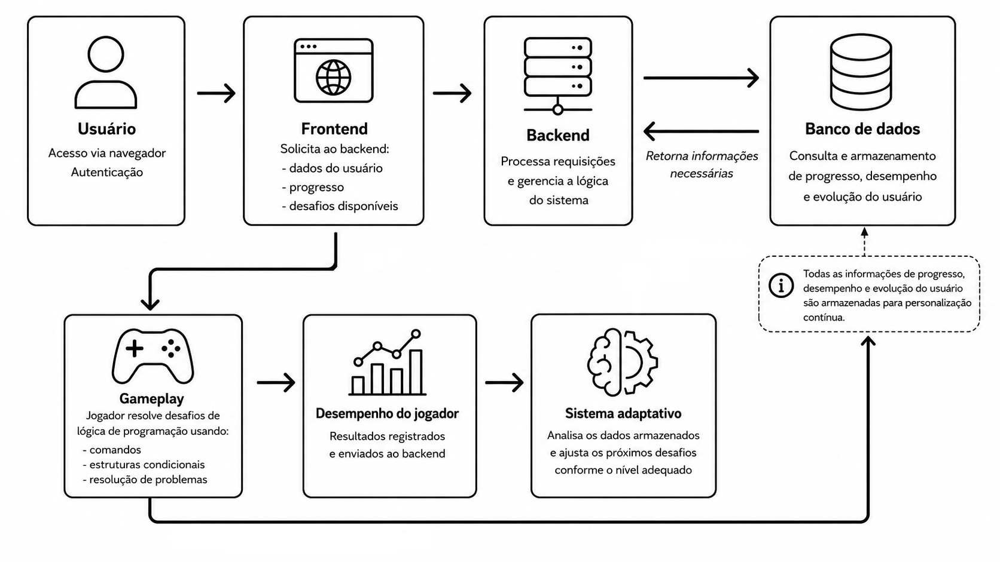 Usuário
Acesso via navegador
Autenticação
Frontend
Solicita ao backend:
- dados do usuário
- progresso
- desafios disponíveis
Backend
Processa requisições
e gerencia a lógica
do sistema
Retorna informações
necessárias
Banco de dados
Consulta e armazenamento
de progresso, desempenho
e evolução do usuário
Todas as informações de progresso,
desempenho e evolução do usuário
são armazenadas para personalização
contínua.
Gameplay
Jogador resolve desafios de
lógica de programação usando:
- comandos
- estruturas condicionais
- resolução de problemas
Desempenho do jogador
Resultados registrados
e enviados ao backend
Sistema adaptativo
Analisa os dados armazenados
e ajusta os próximos desafios
conforme o nível adequado